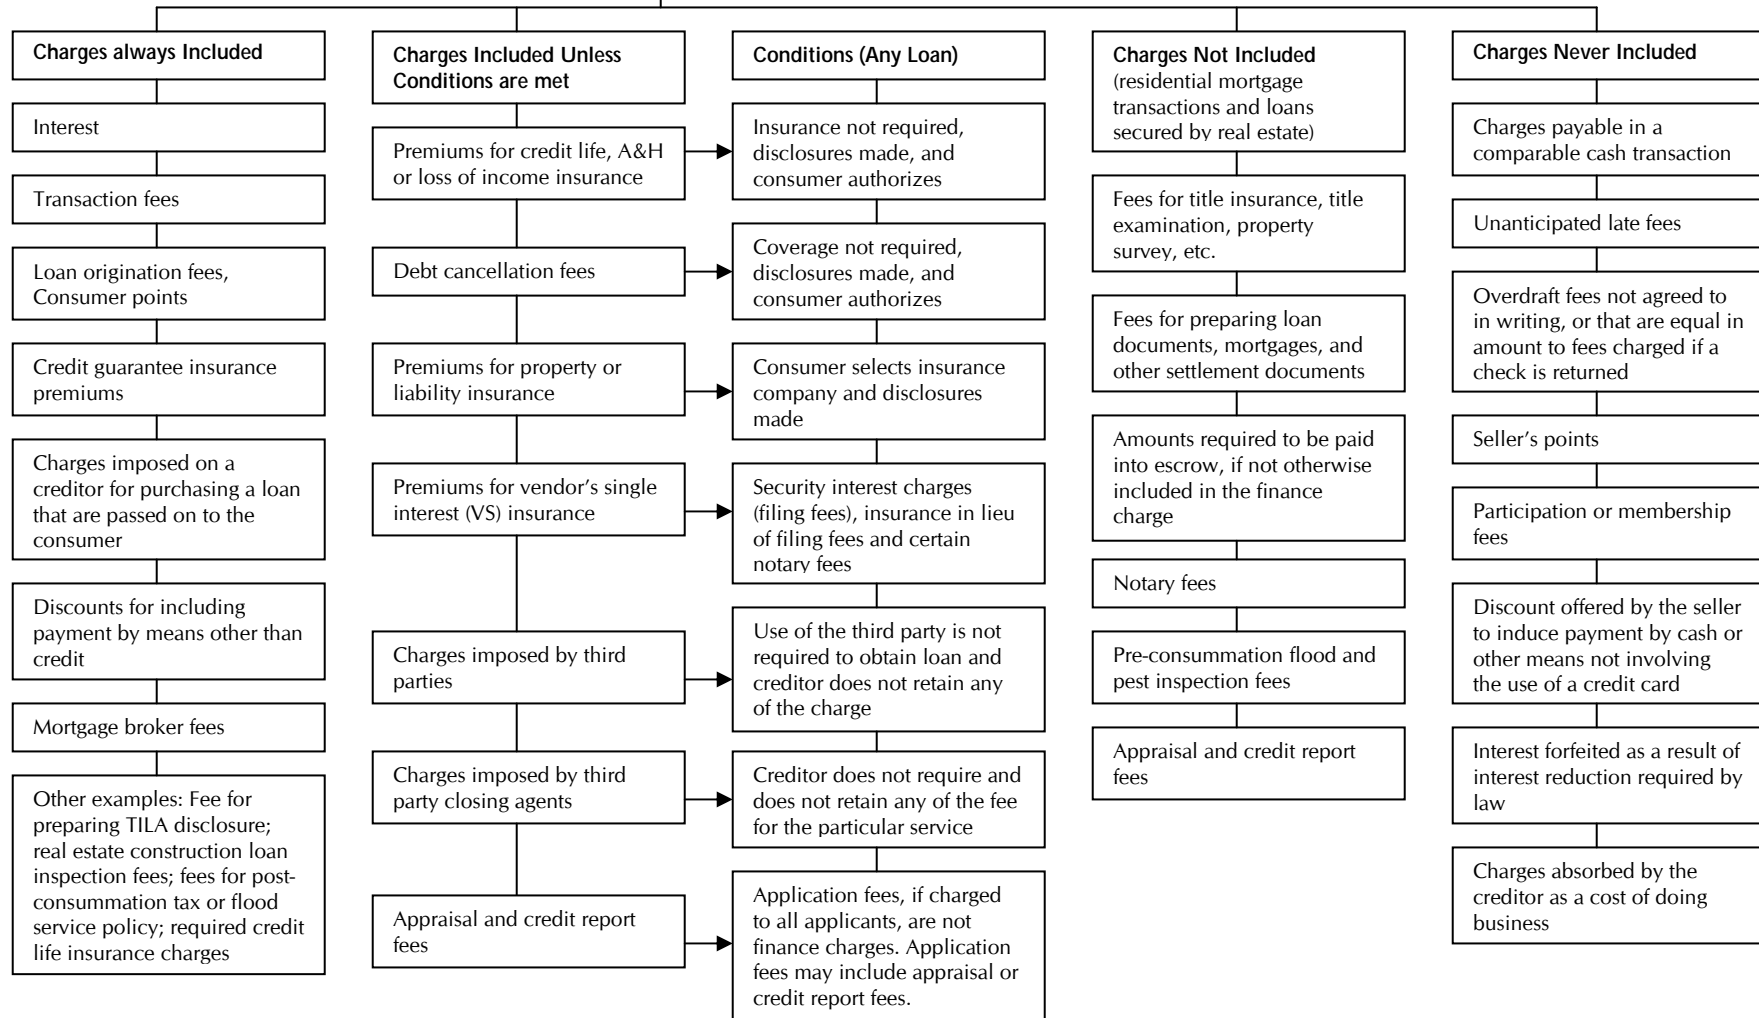 Charges always Included
Interest
Transaction fees
Loan origination fees,
Consumer points
Credit guarantee insurance
premiums
Charges imposed on a
creditor for purchasing a loan
that are passed on to the
consumer
Discounts for including
payment by means other than
credit
Mortgage broker fees
Other examples: Fee for
preparing TILA disclosure;
real estate construction loan
inspection fees; fees for post-
consummation tax or flood
service policy; required credit
life insurance charges
Charges Included Unless
Conditions are met
Premiums for credit life, A&H
or loss of income insurance
Debt cancellation fees
Premiums for property or
liability insurance
Premiums for vendor's single
interest (VS) insurance
Charges imposed by third
parties
Charges imposed by third
party closing agents
Appraisal and credit report
fees
Conditions (Any Loan)
Insurance not required,
disclosures made, and
consumer authorizes
Coverage not required,
disclosures made, and
consumer authorizes
Consumer selects insurance
company and disclosures
made
Security interest charges
(filing fees), insurance in lieu
of filing fees and certain
notary fees
Use of the third party is not
required to obtain loan and
creditor does not retain any
of the charge
Creditor does not require and
does not retain any of the fee
for the particular service
Application fees, if charged
to all applicants, are not
finance charges. Application
fees may include appraisal or
credit report fees.
Charges Not Included
(residential mortgage
transactions and loans
secured by real estate)
Fees for title insurance, title
examination, property
survey, etc.
Fees for preparing loan
documents, mortgages, and
other settlement documents
Amounts required to be paid
into escrow, if not otherwise
included in the finance
charge
Notary fees
Pre-consummation flood and
pest inspection fees
Appraisal and credit report
fees
Charges Never Included
Charges payable in a
comparable cash transaction
Unanticipated late fees
Overdraft fees not agreed to
in writing, or that are equal in
amount to fees charged if a
check is returned
Seller's points
Participation or membership
fees
Discount offered by the seller
to induce payment by cash or
other means not involving
the use of a credit card
Interest forfeited as a result of
interest reduction required by
law
Charges absorbed by the
creditor as a cost of doing
business